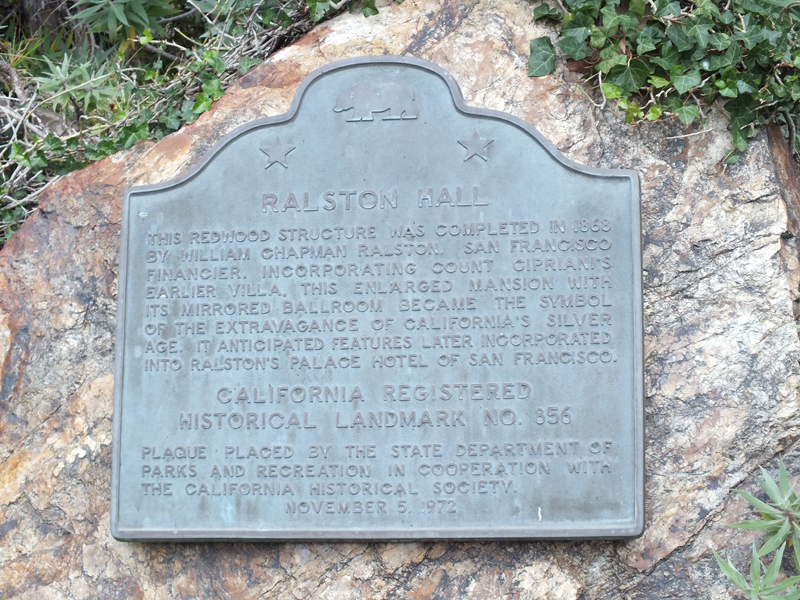 RALSTON HALL
THIS REDWOOD STRUCTURE WAS COMPLETED IN 1868
BY WILLIAM CHAPMAN RALSTON, SAN FRANCISCO
FINANCIER. INCORPORATING COUNT CIPRIANI'S
EARLIER VILLA, THIS ENLARGED MANSION WITH
ITS MIRRORED BALLROOM BECAME THE SYMBOL
OF THE EXTRAVAGANCE OF CALIFORNIA'S SILVER
AGE. IT ANTICIPATED FEATURES LATER INCORPORATED
INTO RALSTON'S PALACE HOTEL OF SAN FRANCISCO.
CALIFORNIA REGISTERED
HISTORICAL LANDMARK NO. 856
PLAQUE PLACED BY THE STATE DEPARTMENT OF
PARKS AND RECREATION IN COOPERATION WITH
THE CALIFORNIA HISTORICAL SOCIETY.
NOVEMBER 5, 1972